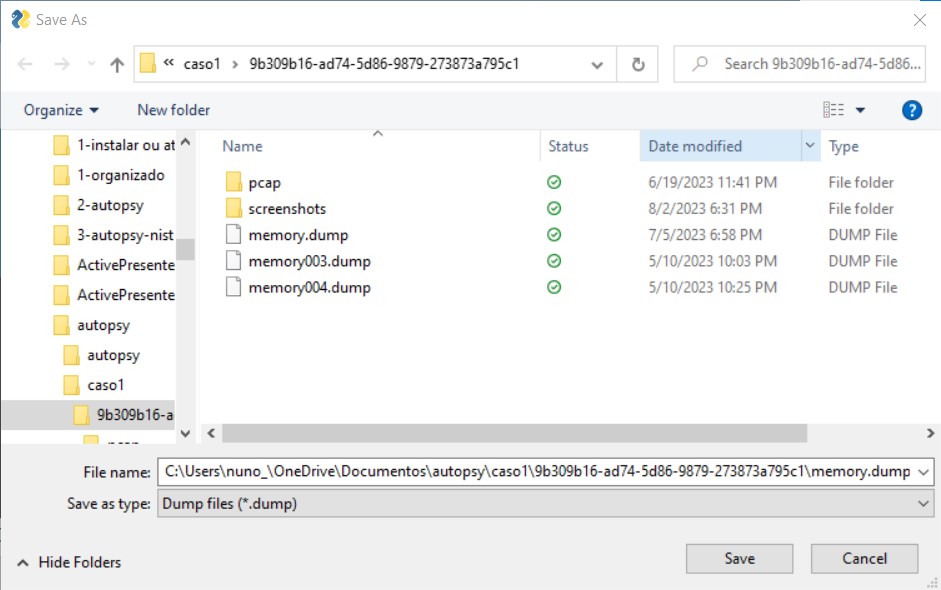 Save As
caso1 9b309b16-ad74-5d86-9879-273873a795c1
Search 9b309b16-ad74-5d86...
Organize
New folder
1-instalar ou at
1-organizado
2-autopsy
3-autopsy-nist
ActivePresente
ActivePresente
autopsy
autopsy
caso1
9b309b16-a
Name Status Date modified Type
pcap 6/19/2023 11:41 PM File folder
screenshots 8/2/2023 6:31 PM File folder
memory.dump 7/5/2023 6:58 PM DUMP File
memory003.dump 5/10/2023 10:03 PM DUMP File
memory004.dump 5/10/2023 10:25 PM DUMP File
File name: C:\Users\nuno_\OneDrive\Documentos\autopsy\caso1\9b309b16-ad74-5d86-9879-273873a795c1\memory.dump
Save as type: Dump files (*.dump)
Hide Folders
Save
Cancel